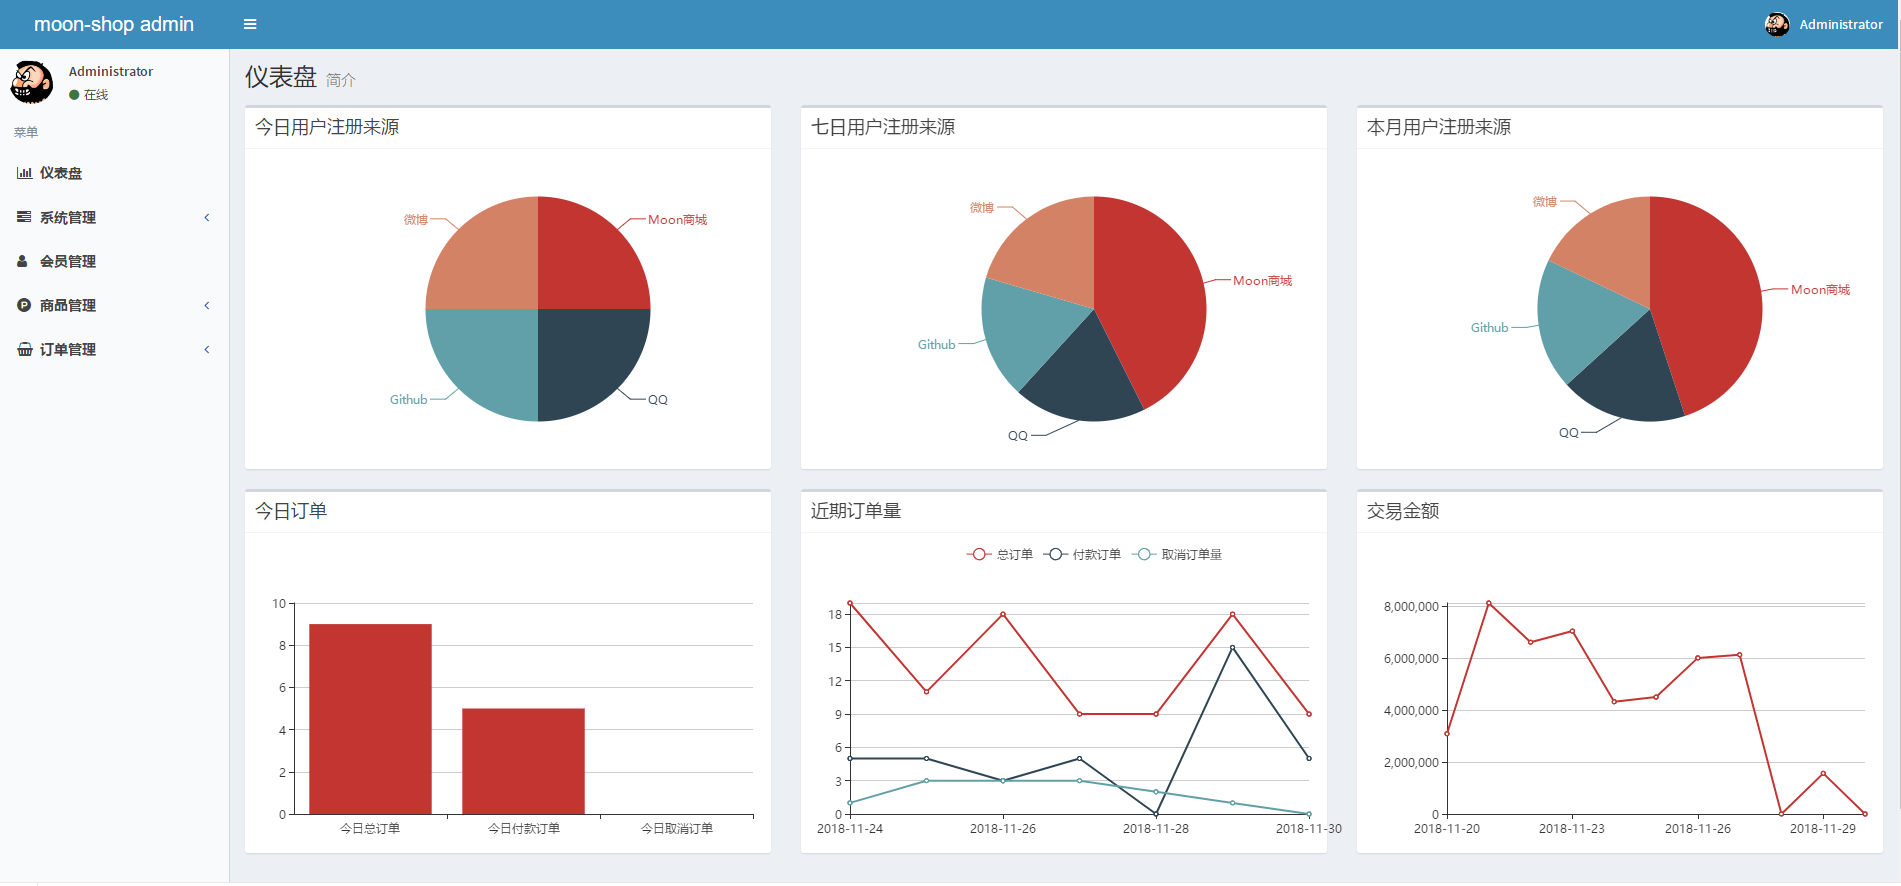 moon-shop admin
Administrator
Administrator
在线
菜单
仪表盘
系统管理
会员管理
商品管理
订单管理
仪表盘 简介
今日用户注册来源
微博
Moon商城
Github
QQ
七日用户注册来源
微博
Moon商城
Github
QQ
本月用户注册来源
微博
Moon商城
Github
QQ
今日订单
10
8
6
4
2
0
今日总订单 今日付款订单 今日取消订单
近期订单量
总订单 付款订单 取消订单量
18
15
12
9
6
3
0
2018-11-24 2018-11-26 2018-11-28 2018-11-30
交易金额
8,000,000
6,000,000
4,000,000
2,000,000
0
2018-11-20 2018-11-23 2018-11-26 2018-11-29